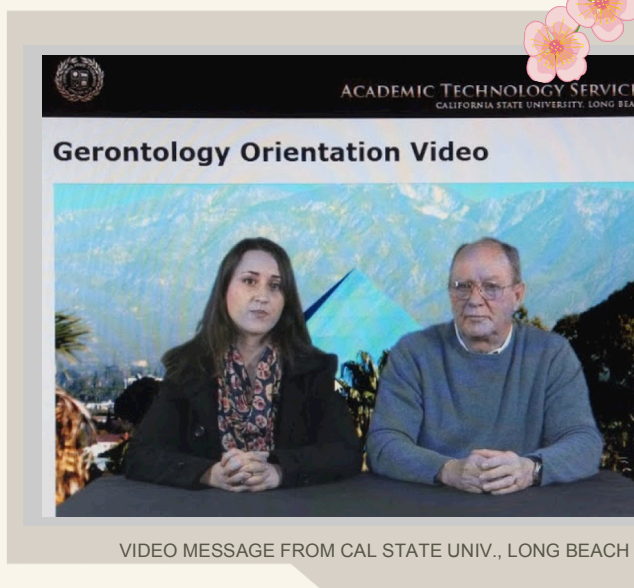 ACADEMIC TECHNOLOGY SERVIC
CALIFORNIA STATE UNIVERSITY, LONG BEA
Gerontology Orientation Video
VIDEO MESSAGE FROM CAL STATE UNIV., LONG BEACH